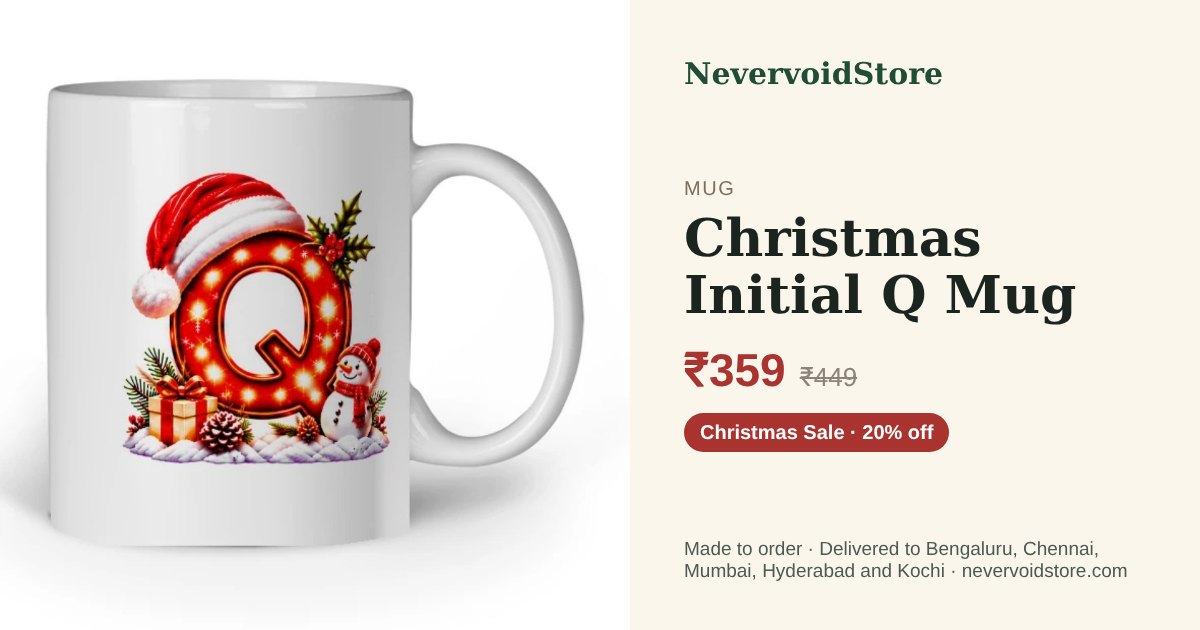 Q
NevervoidStore
MUG
Christmas
Initial Q Mug
₹359 ₹449
Christmas Sale · 20% off
Made to order · Delivered to Bengaluru, Chennai,
Mumbai, Hyderabad and Kochi · nevervoidstore.com